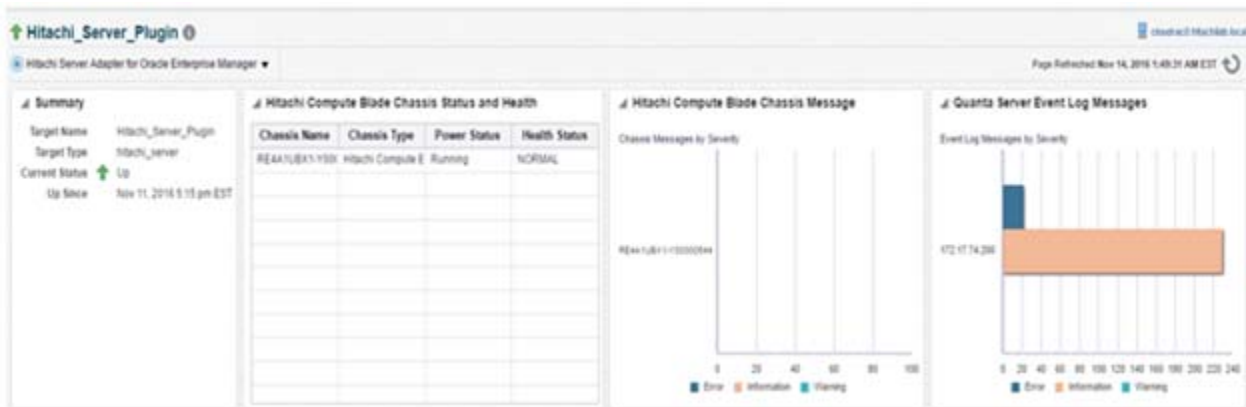 Hitachi_Server_Plugin
Hitachi Server Adapter for Oracle Enterprise Manager
Page Refreshed Nov 14, 2016 1:49:31 AM EST
Summary
Target Name Hitachi_Server_Plugin
Target Type hitachi_server
Current Status Up
Up Since Nov 11, 2016 5:15 pm EST
Hitachi Compute Blade Chassis Status and Health
Chassis Name Chassis Type Power Status Health Status
Hitachi Compute E Running NORMAL
Hitachi Compute Blade Chassis Message
Chassis Messages by Severity
0 20 40 60 80 100
Error Information Warning
Quanta Server Event Log Messages
Event Log Messages by Severity
0 20 40 60 80 100 120 140 160 180 200 220 240
Error Information Warning